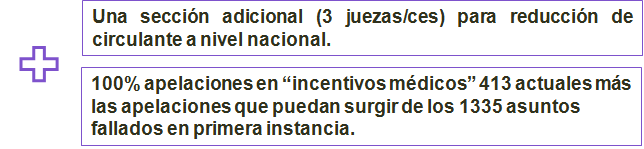 Una sección adicional (3 juezas/ces) para reducción de
circulante a nivel nacional.
100% apelaciones en “incentivos médicos” 413 actuales más
las apelaciones que puedan surgir de los 1335 asuntos
fallados en primera instancia.